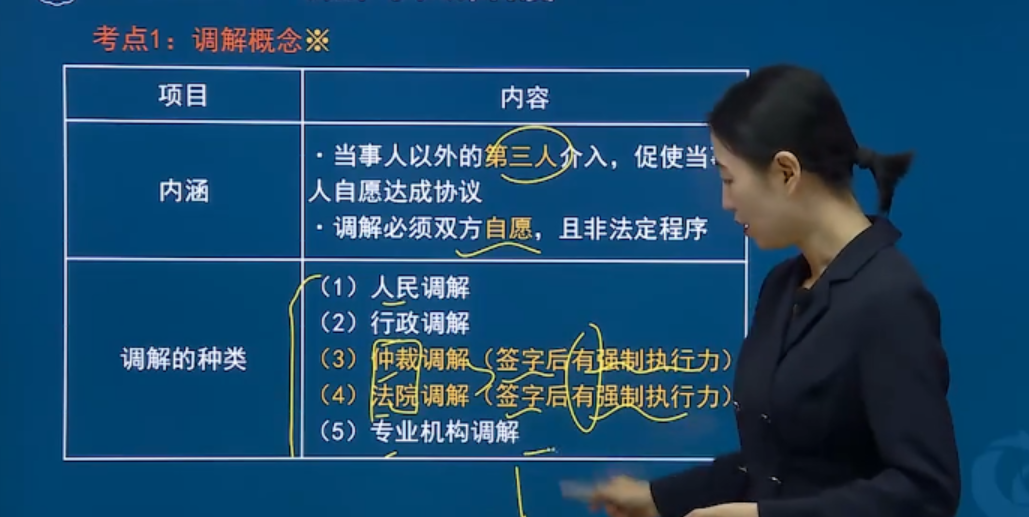 考点1：调解概念※
项目
内容
内涵
·当事人以外的第三人介入，促使当
人自愿达成协议
·调解必须双方自愿，且非法定程序
调解的种类
（1）人民调解
（2）行政调解
（3）仲裁调解（签字后有强制执行力）
（4）法院调解（签字后有强制执行力）
（5）专业机构调解